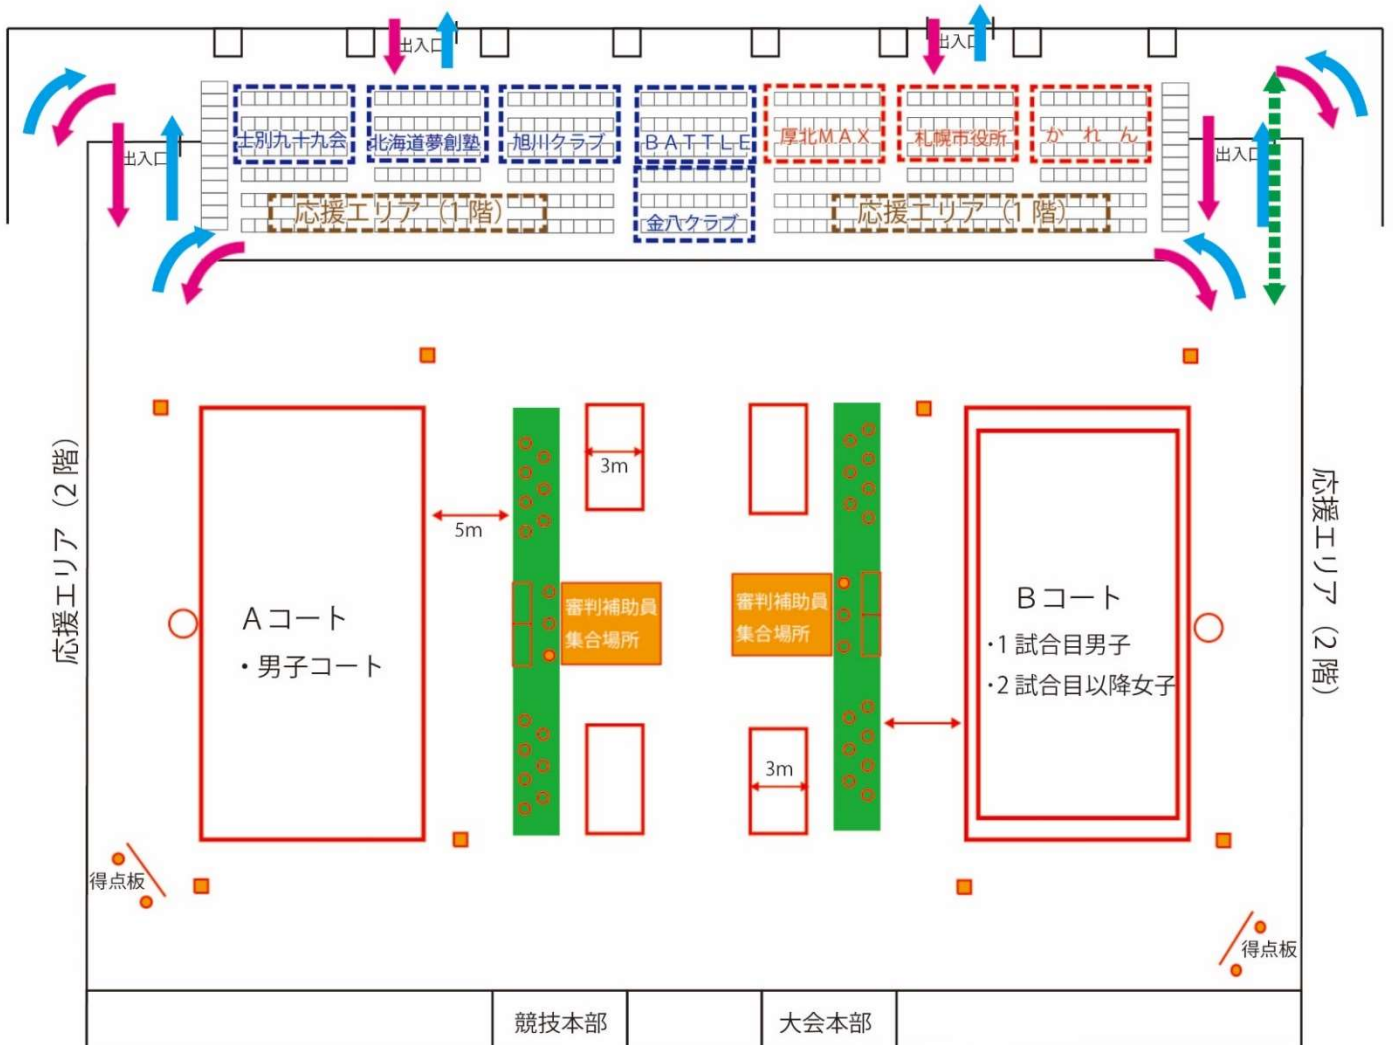 出入口
出入口
士別九十九会
北海道夢創塾
旭川クラブ
ＢＡＴＴＬＥ
厚北ＭＡＸ
札幌市役所
か れ ん
出入口
出入口
応援エリア（1 階）
金八クラブ
応援エリア（1 階）
応援エリア（2 階）
3m
5m
審判補助員
集合場所
審判補助員
集合場所
Ａコート
・男子コート
Ｂコート
・1 試合目男子
・2 試合目以降女子
応援エリア（2 階）
3m
得点板
得点板
競技本部
大会本部